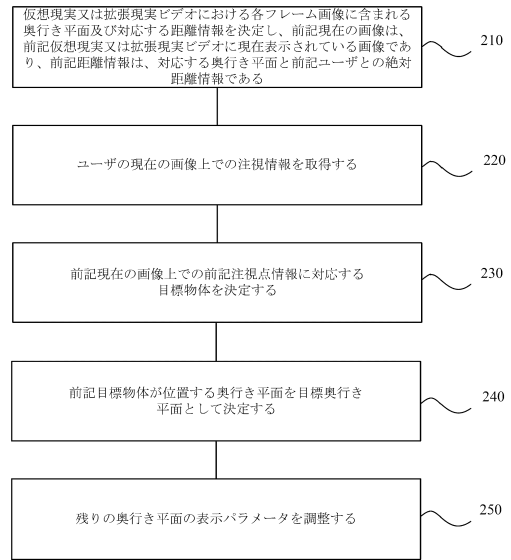 仮想現実又は拡張現実ビデオにおける各フレーム画像に含まれる
奥行き平面及び対応する距離情報を決定し、前記現在の画像は、
前記仮想現実又は拡張現実ビデオに現在表示されている画像であ
り、前記距離情報は、対応する奥行き平面と前記ユーザとの絶対
距離情報である
210
ユーザの現在の画像上での注視情報を取得する
220
前記現在の画像上での前記注視点情報に対応する
目標物体を決定する
230
前記目標物体が位置する奥行き平面を目標奥行き
平面として決定する
240
残りの奥行き平面の表示パラメータを調整する
250